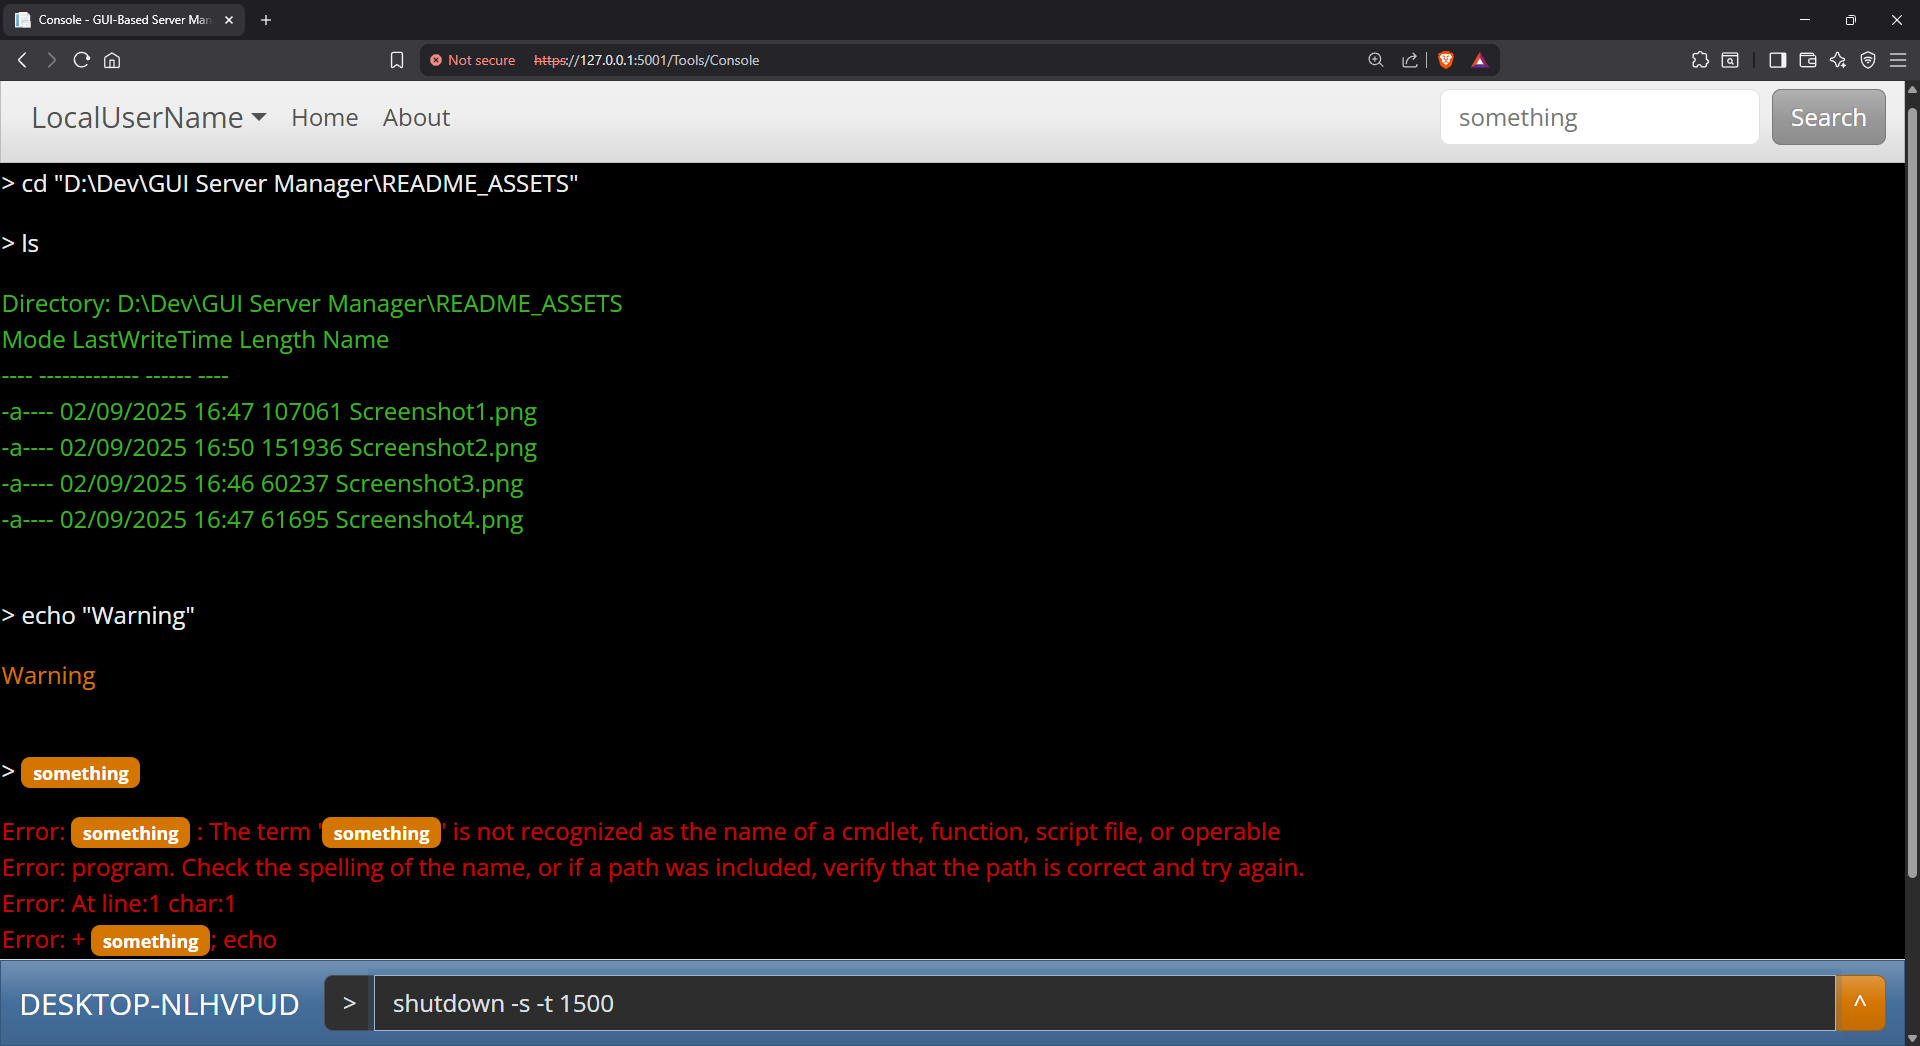 Console - GUI-Based Server Man
Not secure https://127.0.0.1:5001/Tools/Console
LocalUserName Home About something Search
> cd "D:\Dev\GUI Server Manager\README_ASSETS"
> ls
Directory: D:\Dev\GUI Server Manager\README_ASSETS
Mode LastWriteTime Length Name
---- ------------- ------ ----
-a---- 02/09/2025 16:47 107061 Screenshot1.png
-a---- 02/09/2025 16:50 151936 Screenshot2.png
-a---- 02/09/2025 16:46 60237 Screenshot3.png
-a---- 02/09/2025 16:47 61695 Screenshot4.png
> echo "Warning"
Warning
> something
Error: something : The term 'something' is not recognized as the name of a cmdlet, function, script file, or operable
Error: program. Check the spelling of the name, or if a path was included, verify that the path is correct and try again.
Error: At line:1 char:1
Error: + something; echo
DESKTOP-NLHVPUD > shutdown -s -t 1500 ^